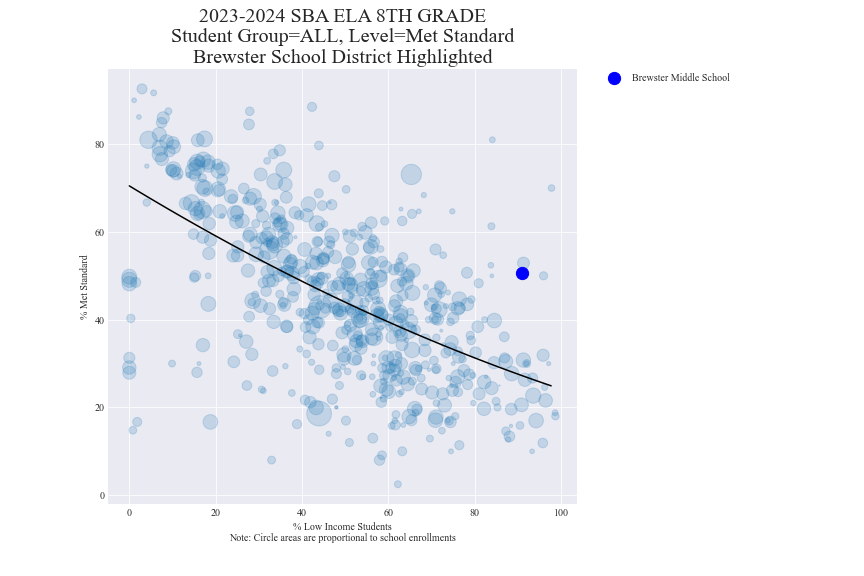 2023-2024 SBA ELA 8TH GRADE
Student Group=ALL, Level=Met Standard
Brewster School District Highlighted
Brewster Middle School
% Met Standard
80
60
40
20
0
0 20 40 60 80 100
% Low Income Students
Note: Circle areas are proportional to school enrollments